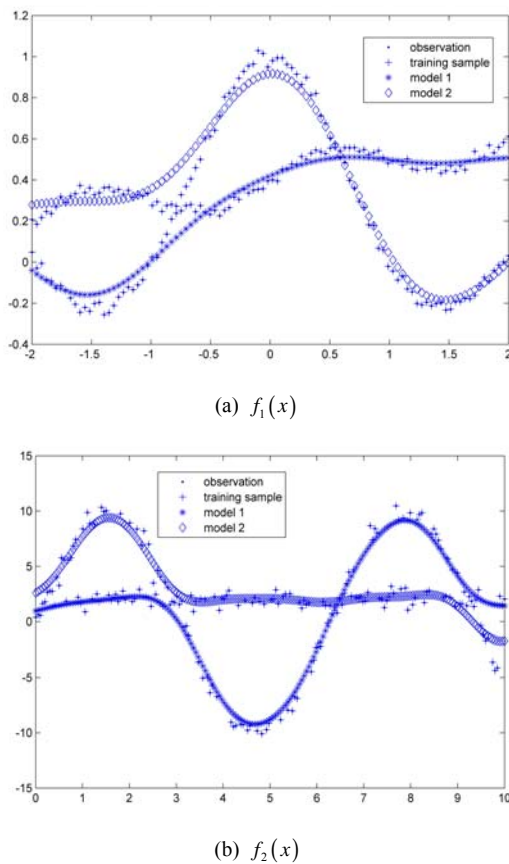 1.2
1
0.8
0.6
0.4
0.2
0
-0.2
-0.4
-2 -1.5 -1 -0.5 0 0.5 1 1.5 2
observation
training sample
model 1
model 2
(a) f₁(x)
15
10
5
0
-5
-10
-15
0 1 2 3 4 5 6 7 8 9 10
observation
training sample
model 1
model 2
(b) f₂(x)